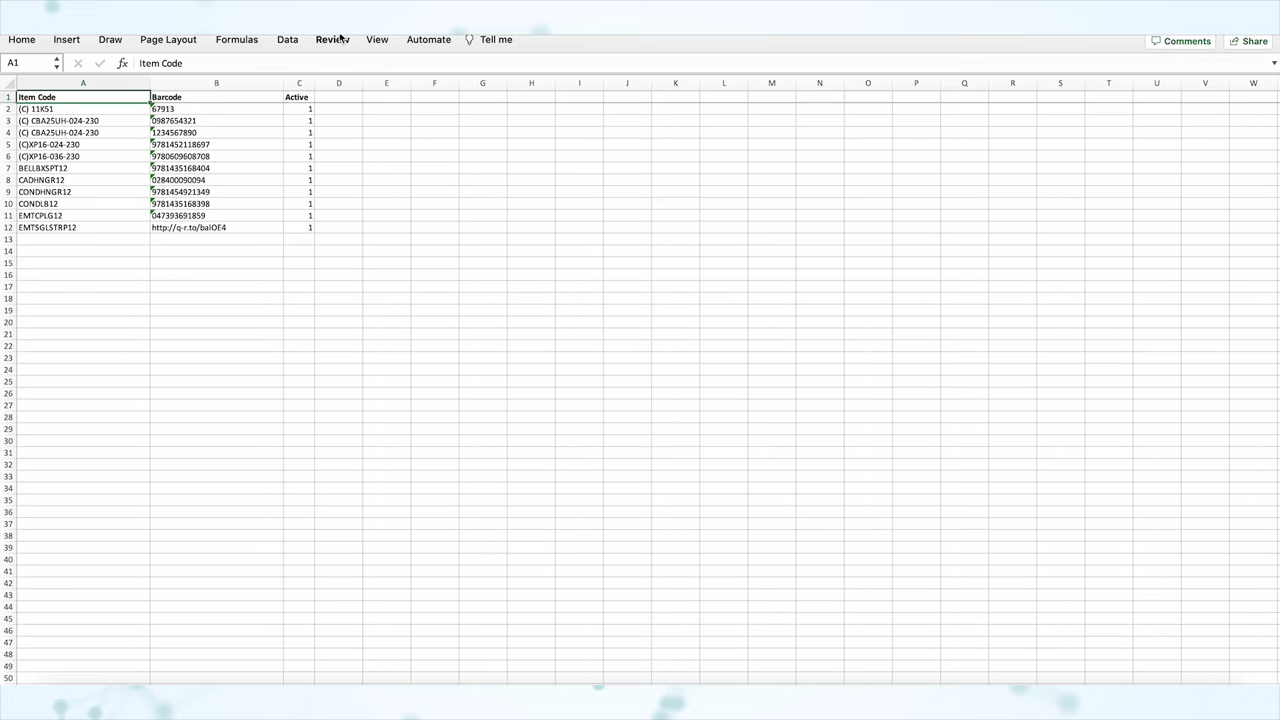 Home Insert Draw Page Layout Formulas Data Review View Automate Tell me Comments Share
A1 fx Item Code
A B C D E F G H I J K L M N O P Q R S T U V W
1 Item Code Barcode Active
2 (C) 11K51 67913 1
3 (C) CBA25UH-024-230 0987654321 1
4 (C) CBA25UH-024-230 1234567890 1
5 (C)XP16-024-230 9781452118697 1
6 (C)XP16-036-230 9780609608708 1
7 BELLBXSPT12 9781435168404 1
8 CADHNGR12 028400090094 1
9 CONDHNGR12 9781454921349 1
10 CONDLB12 9781435168398 1
11 EMTCPLG12 047393691859 1
12 EMTSGLSTRP12 http://q-r.to/balOE4 1
13
14
15
16
17
18
19
20
21
22
23
24
25
26
27
28
29
30
31
32
33
34
35
36
37
38
39
40
41
42
43
44
45
46
47
48
49
50